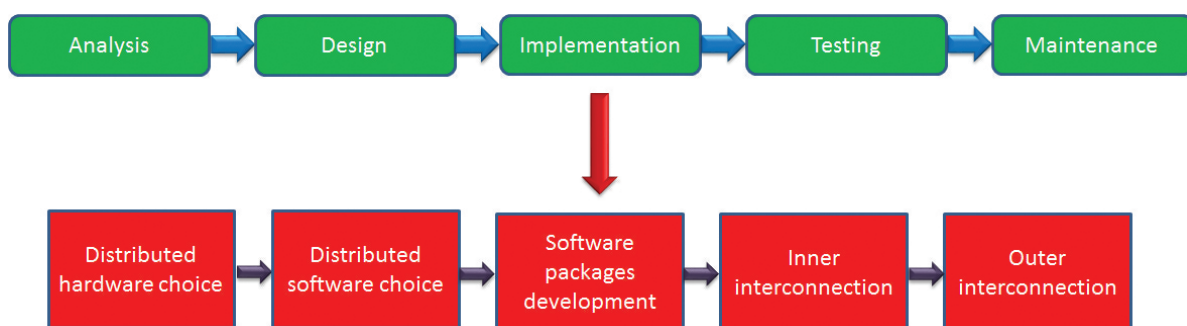 Analysis
Design
Implementation
Testing
Maintenance
Distributed
hardware choice
Distributed
software choice
Software
packages
development
Inner
interconnection
Outer
interconnection